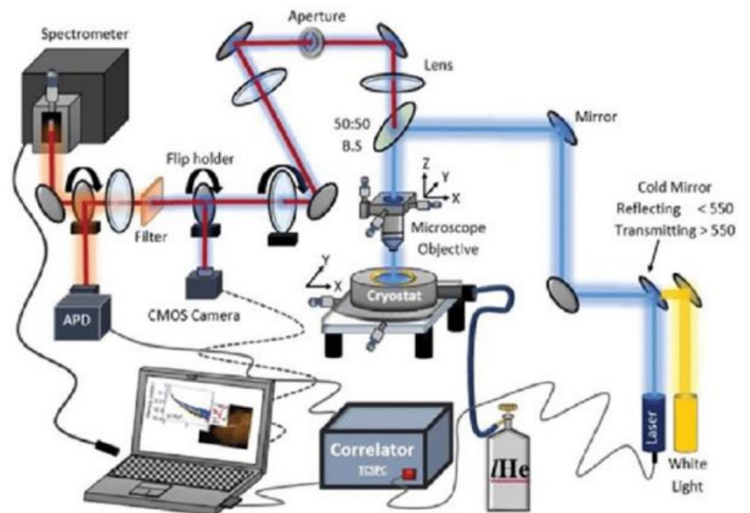 Spectrometer
Aperture
Lens
50:50
B.S
Mirror
Flip holder
Z
Y
X
Cold Mirror
Reflecting < 550
Transmitting > 550
Microscope
Objective
Filter
Y
X
Cryostat
APD
CMOS Camera
Correlator
TCSPC
lHe
Laser
White
Light